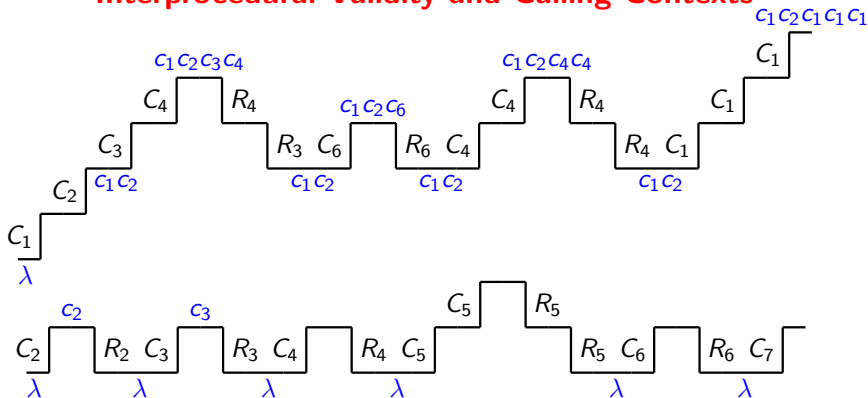 Interprocedural Validity and Calling Contexts
c₁c₂c₁c₁c₁
c₁c₂c₃c₄ c₁c₂c₄c₄ C₁
C₄ R₄ c₁c₂c₆ C₄ R₄ C₁
C₃ R₃ C₆ R₆ C₄ R₄ C₁
c₁c₂ c₁c₂ c₁c₂ c₁c₂
C₂
C₁
λ
c₂ c₃ C₅ R₅
C₂ R₂ C₃ R₃ C₄ R₄ C₅ R₅ C₆ R₆ C₇
λ λ λ λ λ λ